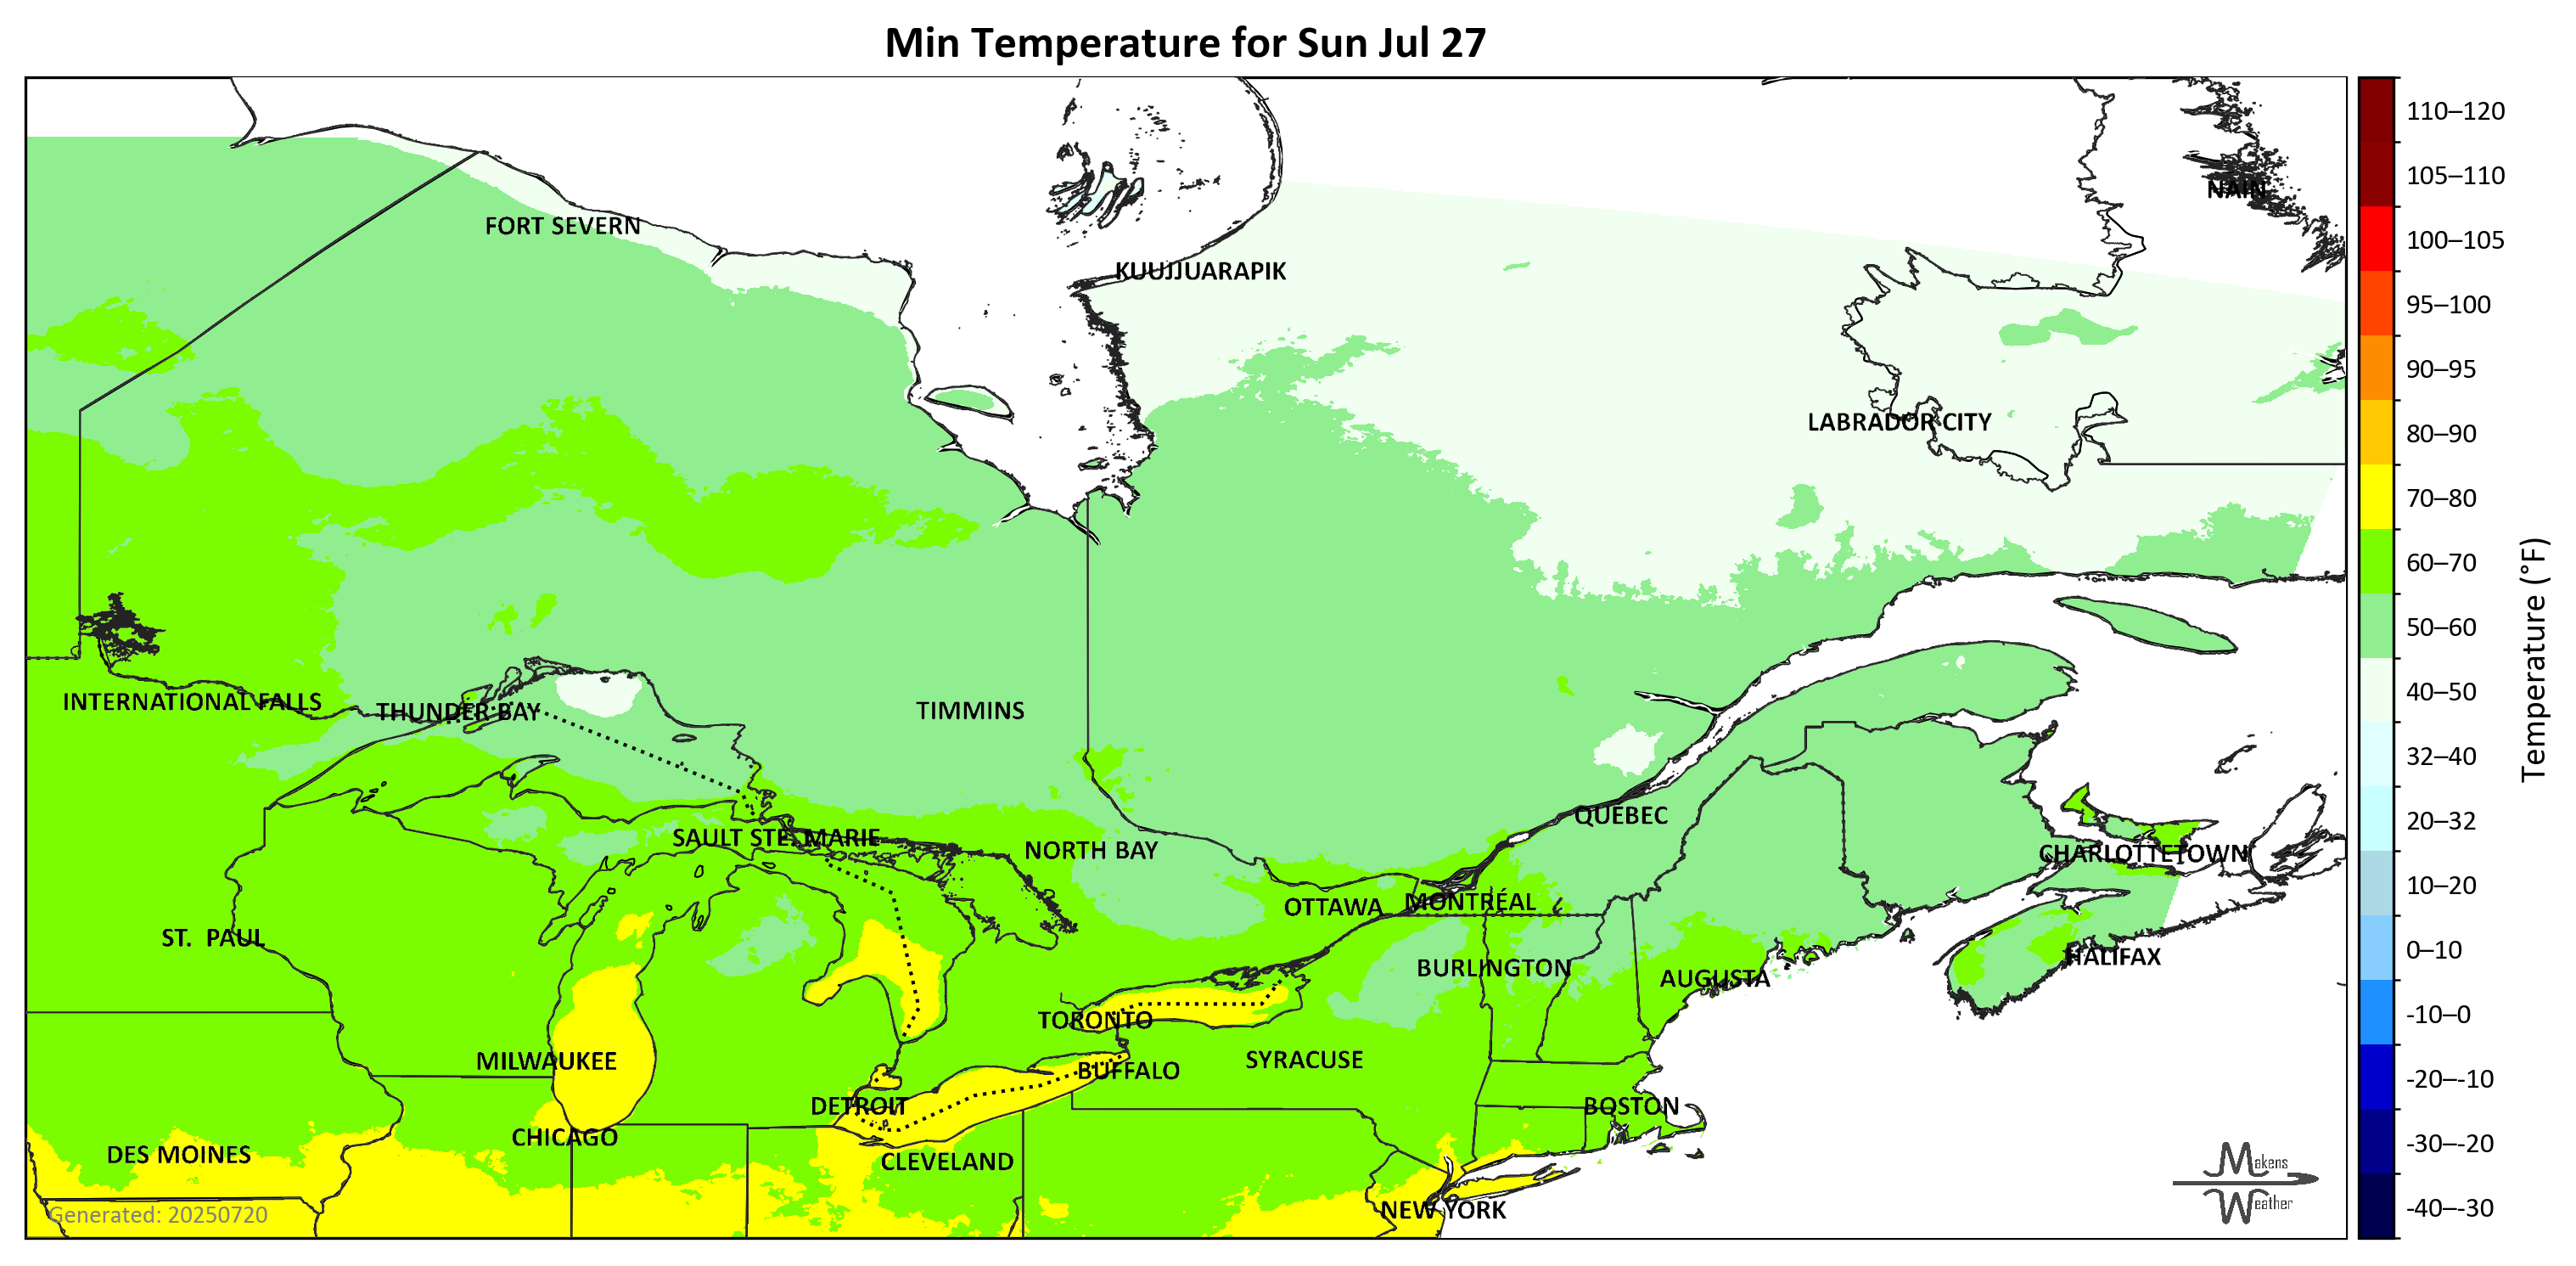 Min Temperature for Sun Jul 27
110–120
105–110
NAIN
FORT SEVERN
100–105
KUUJJUARAPIK
95–100
90–95
LABRADOR CITY
80–90
70–80
60–70
50–60
Temperature (°F)
40–50
INTERNATIONAL FALLS
THUNDER BAY
TIMMINS
32–40
QUÉBEC
20–32
SAULT STE. MARIE
NORTH BAY
CHARLOTTETOWN
10–20
OTTAWA
MONTRÉAL
ST. PAUL
0–10
HALIFAX
BURLINGTON
AUGUSTA
-10–0
TORONTO
MILWAUKEE
SYRACUSE
BUFFALO
-20–-10
DETROIT
BOSTON
CHICAGO
-30–-20
DES MOINES
CLEVELAND
Makens
Weather
-40–-30
NEW YORK
Generated: 20250720